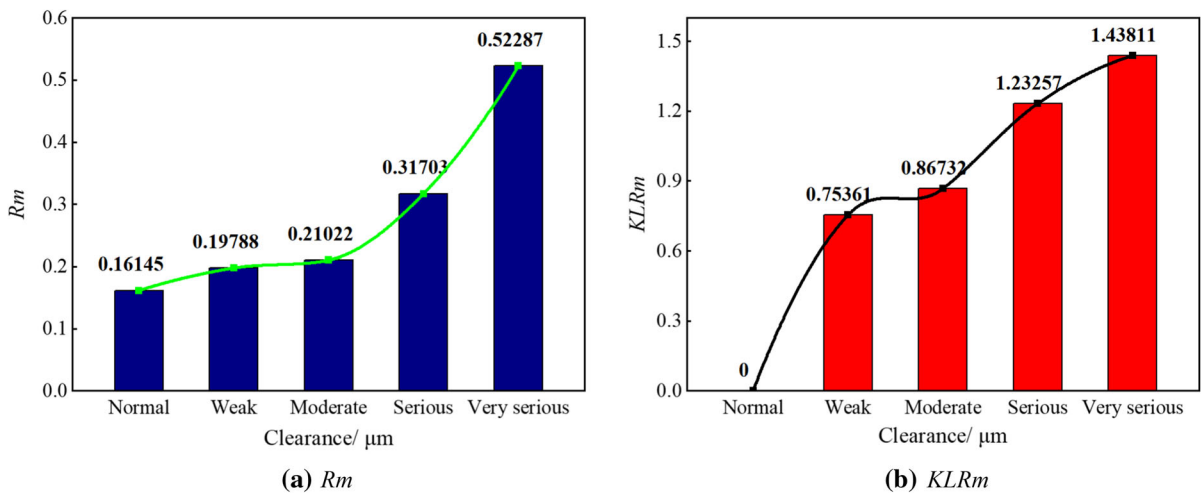 0.6
0.5
0.4
0.3
0.2
0.1
0.0
Rm
0.16145
0.19788
0.21022
0.31703
0.52287
Normal Weak Moderate Serious Very serious
Clearance/ μm
(a) Rm
1.5
1.2
0.9
0.6
0.3
0.0
KLRm
0
0.75361
0.86732
1.23257
1.43811
Normal Weak Moderate Serious Very serious
Clearance/ μm
(b) KLRm